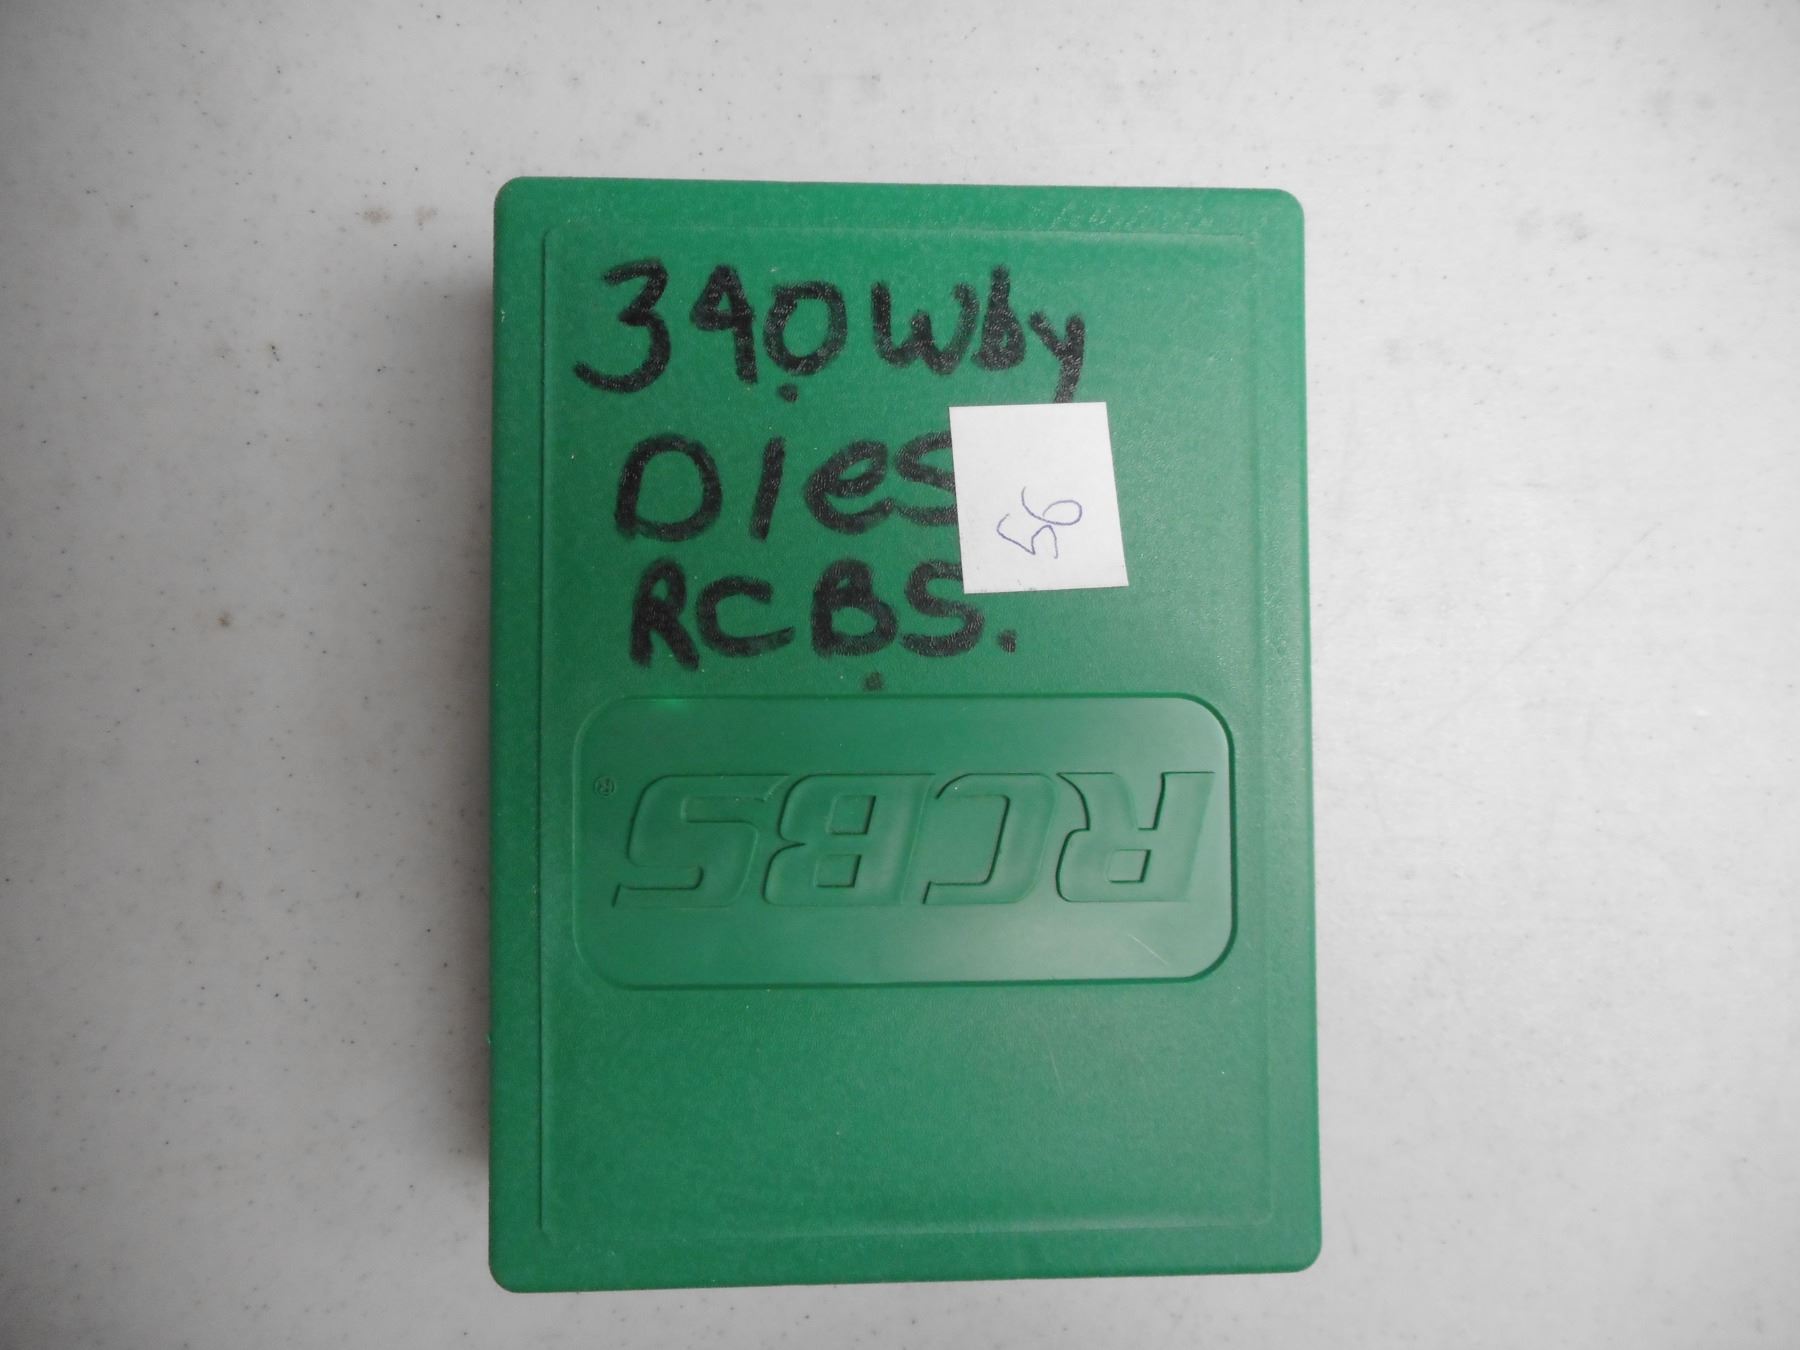 340 Wby
Dies
56
RCBS.
RCBS®